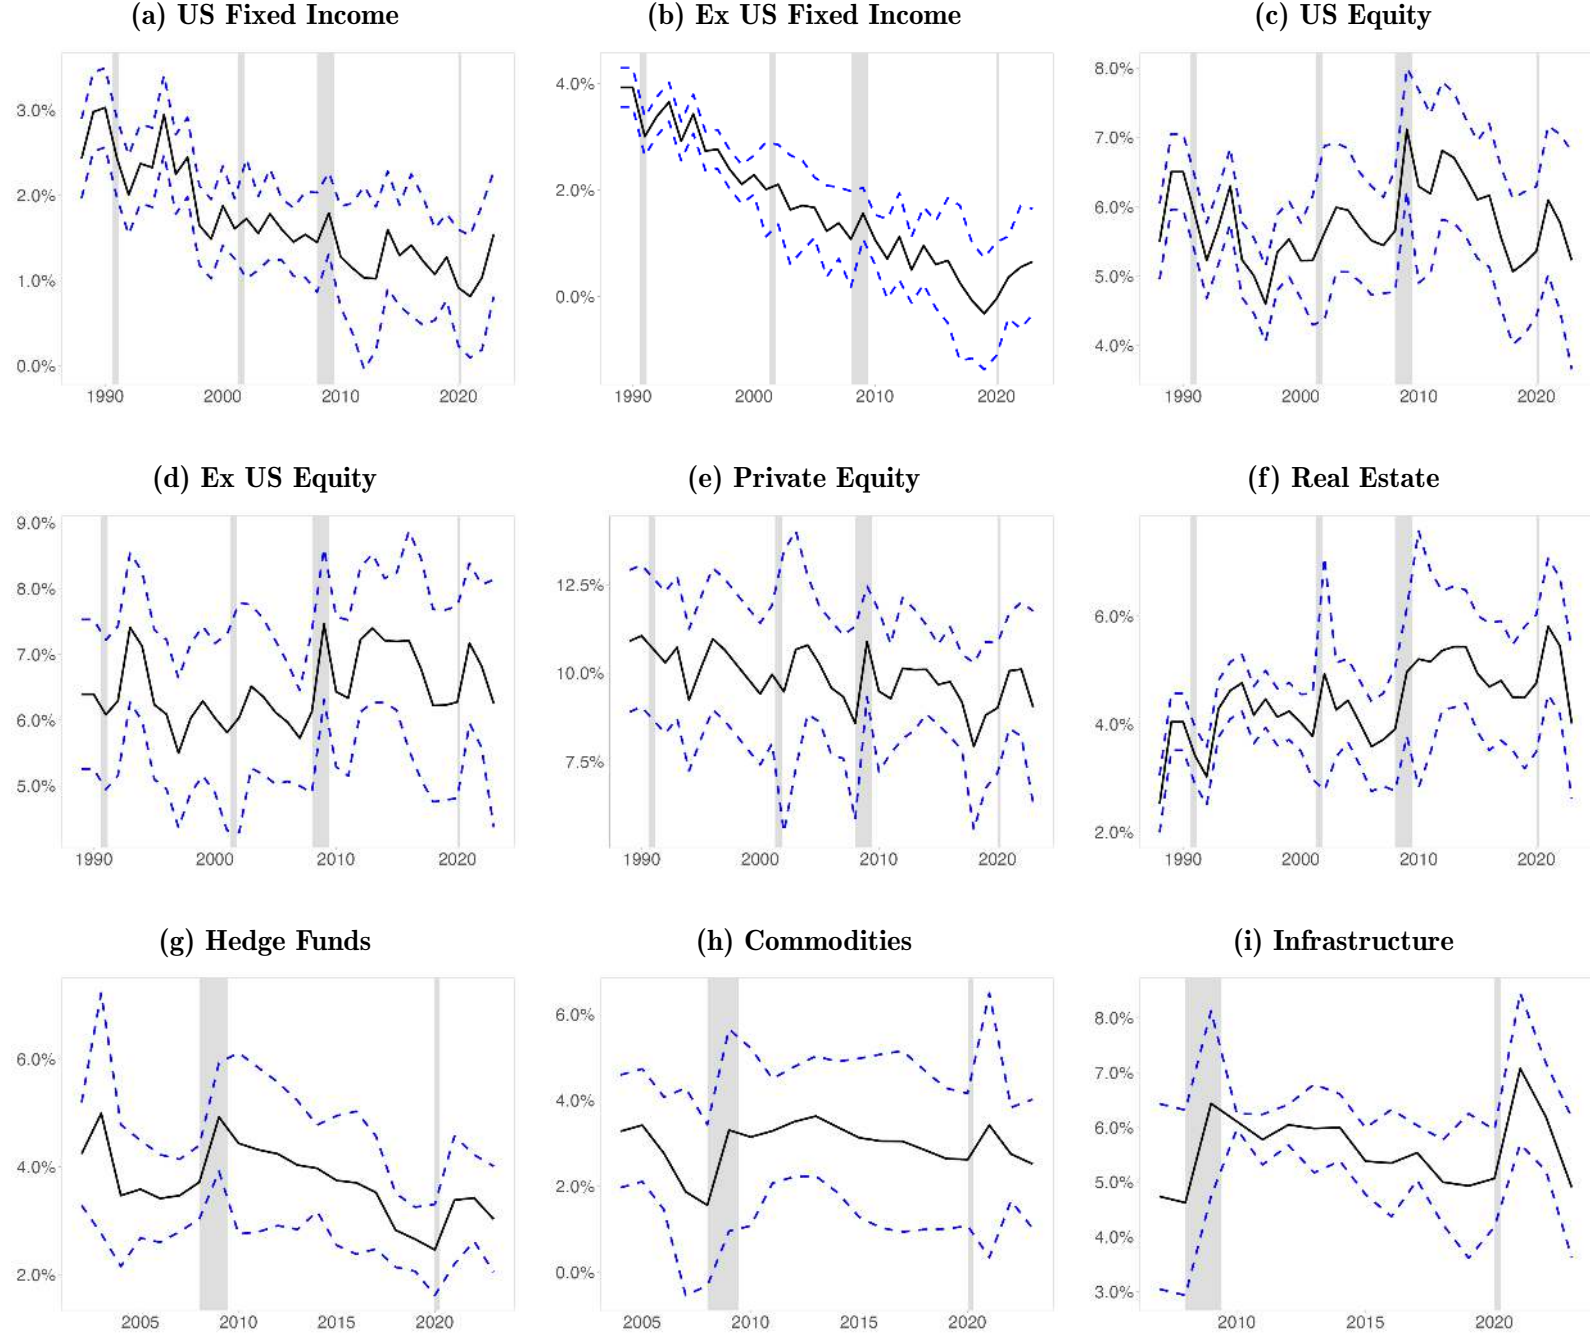 (a) US Fixed Income
(b) Ex US Fixed Income
(c) US Equity
3.0%
2.0%
1.0%
0.0%
1990 2000 2010 2020
4.0%
2.0%
0.0%
1990 2000 2010 2020
8.0%
7.0%
6.0%
5.0%
4.0%
1990 2000 2010 2020
(d) Ex US Equity
(e) Private Equity
(f) Real Estate
9.0%
8.0%
7.0%
6.0%
5.0%
1990 2000 2010 2020
12.5%
10.0%
7.5%
1990 2000 2010 2020
6.0%
4.0%
2.0%
1990 2000 2010 2020
(g) Hedge Funds
(h) Commodities
(i) Infrastructure
6.0%
4.0%
2.0%
2005 2010 2015 2020
6.0%
4.0%
2.0%
0.0%
2005 2010 2015 2020
8.0%
7.0%
6.0%
5.0%
4.0%
3.0%
2010 2015 2020